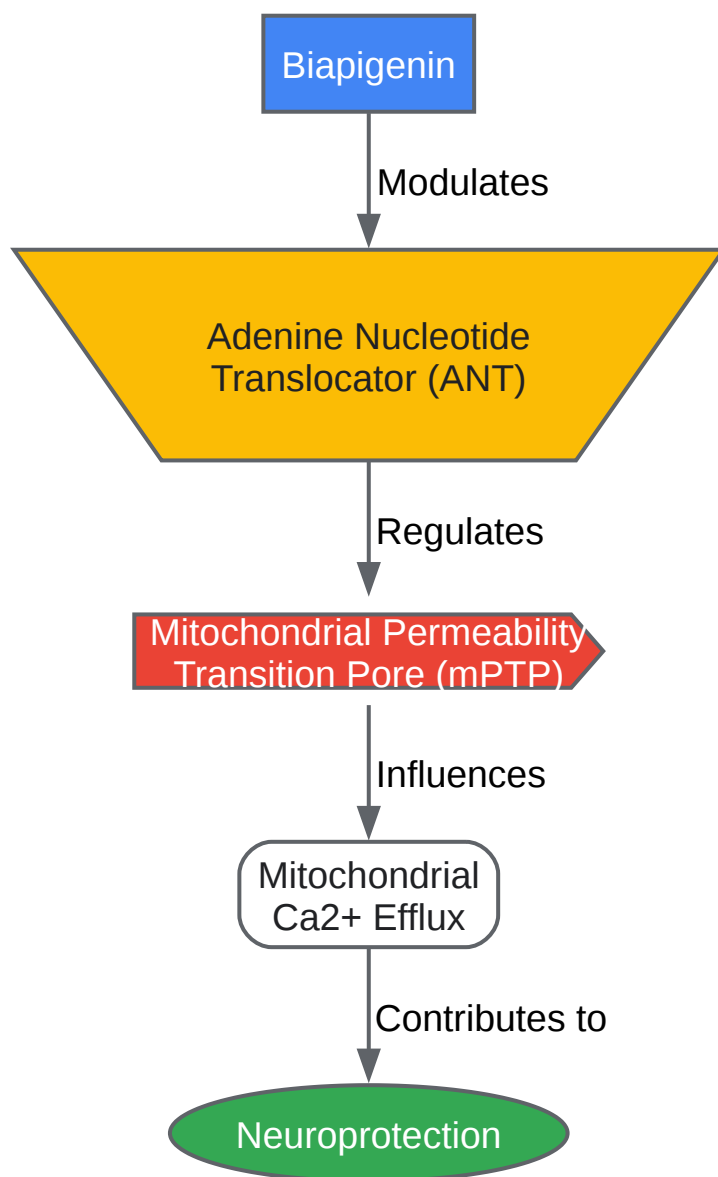 Biapigenin
Modulates
Adenine Nucleotide
Translocator (ANT)
Regulates
Mitochondrial Permeability
Transition Pore (mPTP)
Influences
Mitochondrial
Ca2+ Efflux
Contributes to
Neuroprotection